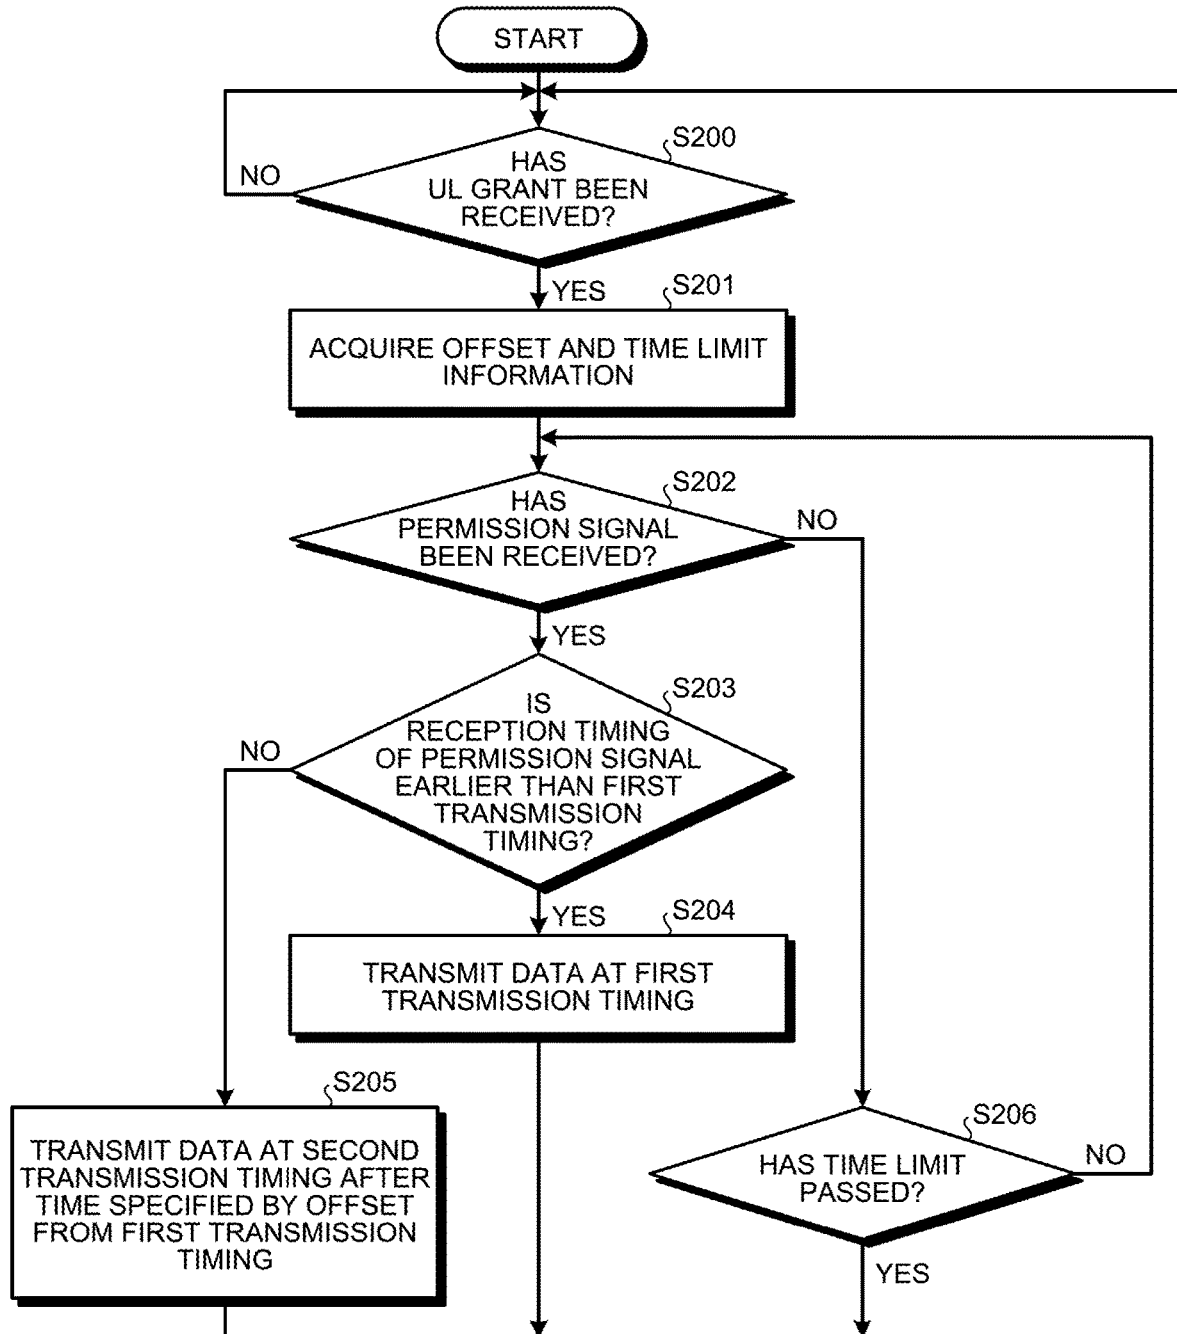 START
S200
HAS
UL GRANT BEEN
RECEIVED?
NO
YES
S201
ACQUIRE OFFSET AND TIME LIMIT
INFORMATION
S202
HAS
PERMISSION SIGNAL
BEEN RECEIVED?
NO
YES
S203
IS
RECEPTION TIMING
OF PERMISSION SIGNAL
EARLIER THAN FIRST
TRANSMISSION
TIMING?
NO
YES
S204
TRANSMIT DATA AT FIRST
TRANSMISSION TIMING
S205
TRANSMIT DATA AT SECOND
TRANSMISSION TIMING AFTER
TIME SPECIFIED BY OFFSET
FROM FIRST TRANSMISSION
TIMING
S206
HAS TIME LIMIT
PASSED?
NO
YES